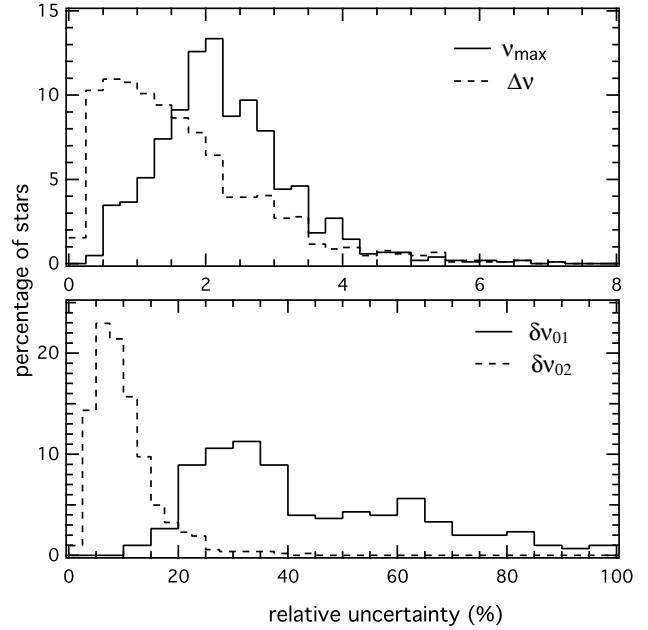 15
10
5
0
0 2 4 6 8
ν_max
Δν
percentage of stars
20
10
0
0 20 40 60 80 100
δν_01
δν_02
relative uncertainty (%)